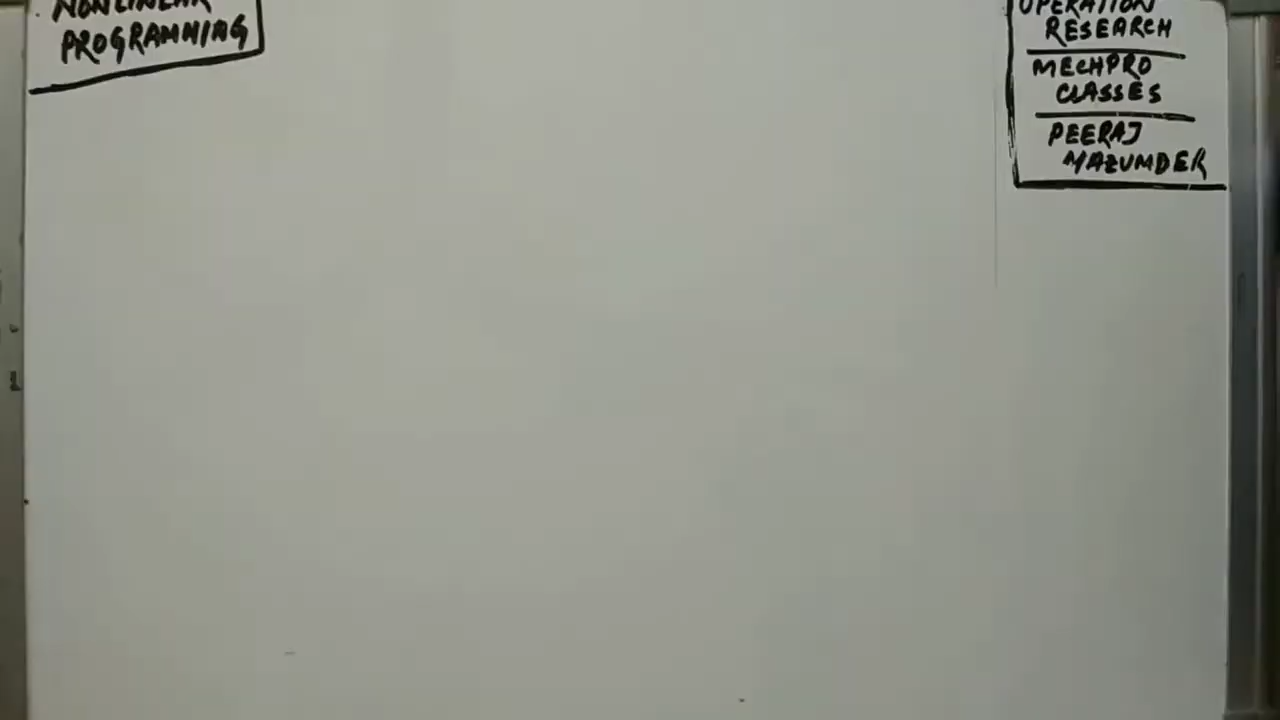 NONLINEAR
PROGRAMMING
OPERATION
RESEARCH
MECHPRO
CLASSES
PEERAJ
MAZUMDER